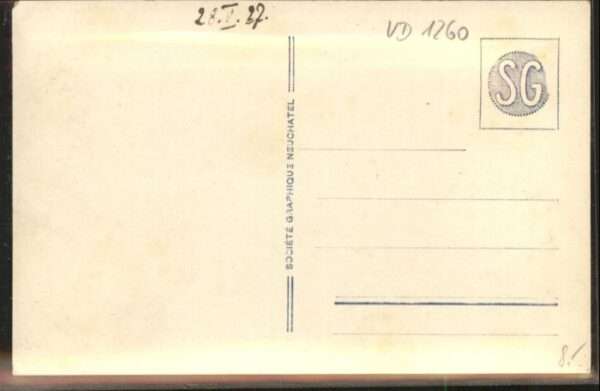 28.V.37.
VD 1260
SG
SOCIÉTÉ GRAPHIQUE NEUCHATEL
8.-